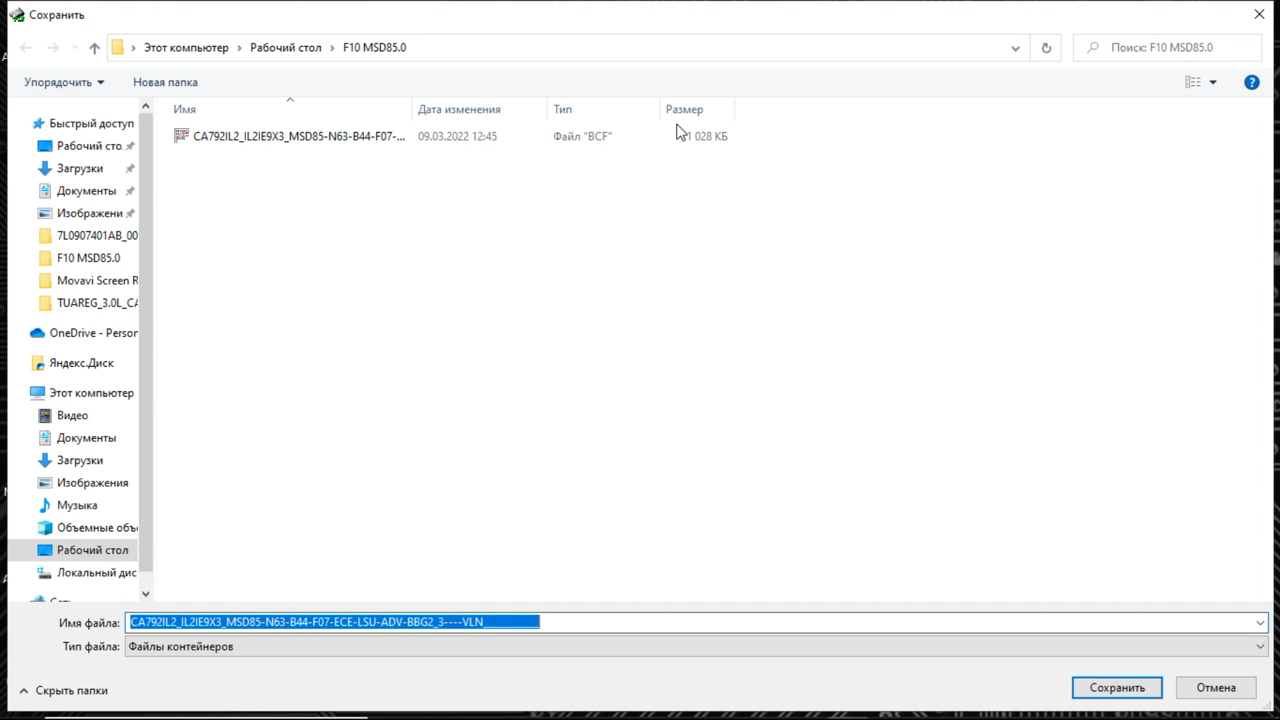 Сохранить
Этот компьютер › Рабочий стол › F10 MSD85.0
Поиск: F10 MSD85.0
Упорядочить
Новая папка
Имя
Дата изменения
Тип
Размер
CA792IL2_IL2IE9X3_MSD85-N63-B44-F07-...
09.03.2022 12:45
Файл "BCF"
1 028 КБ
Быстрый доступ
Рабочий сто.
Загрузки
Документы
Изображени
7L0907401AB_00
F10 MSD85.0
Movavi Screen R
TUAREG_3.0L_CA
OneDrive - Person
Яндекс.Диск
Этот компьютер
Видео
Документы
Загрузки
Изображения
Музыка
Объемные объ
Рабочий стол
Локальный дис
Имя файла:
CA792IL2_IL2IE9X3_MSD85-N63-B44-F07-ECE-LSU-ADV-BBG2_3----VLN__________
Тип файла:
Файлы контейнеров
Скрыть папки
Сохранить
Отмена